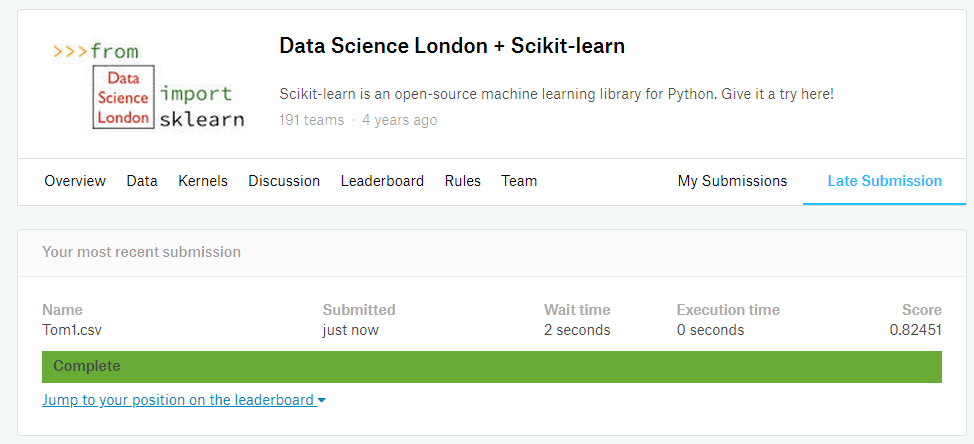 >>>from
Data
Science
London
import
sklearn
Data Science London + Scikit-learn
Scikit-learn is an open-source machine learning library for Python. Give it a try here!
191 teams · 4 years ago
Overview Data Kernels Discussion Leaderboard Rules Team My Submissions Late Submission
Your most recent submission
Name Submitted Wait time Execution time Score
Tom1.csv just now 2 seconds 0 seconds 0.82451
Complete
Jump to your position on the leaderboard